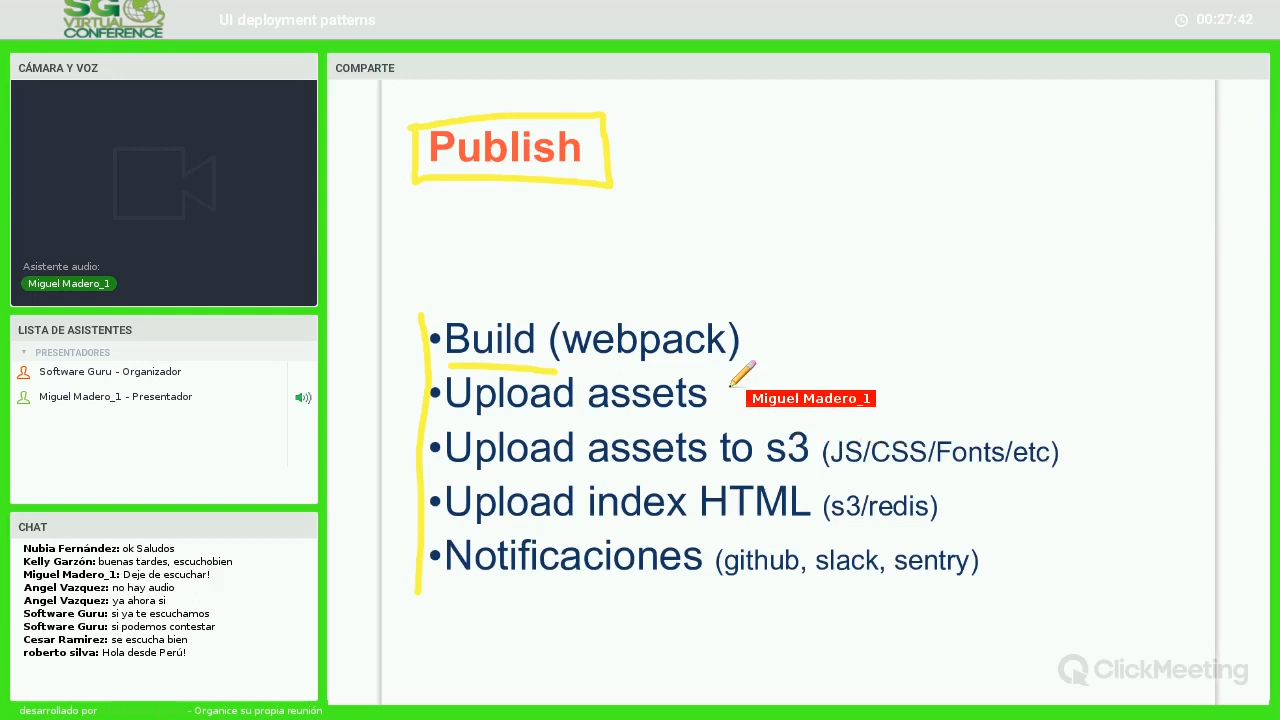 SG
VIRTUAL
CONFERENCE
UI deployment patterns
00:27:42
CÁMARA Y VOZ
Asistente audio:
Miguel Madero_1
LISTA DE ASISTENTES
PRESENTADORES
Software Guru - Organizador
Miguel Madero_1 - Presentador
CHAT
Nubia Fernández: ok Saludos
Kelly Garzón: buenas tardes, escuchobien
Miguel Madero_1: Deje de escuchar!
Angel Vazquez: no hay audio
Angel Vazquez: ya ahora si
Software Guru: si ya te escuchamos
Software Guru: si podemos contestar
Cesar Ramirez: se escucha bien
roberto silva: Hola desde Perú!
desarrollado por - Organice su propia reunión
COMPARTE
Publish
•Build (webpack)
•Upload assets
Miguel Madero_1
•Upload assets to s3 (JS/CSS/Fonts/etc)
•Upload index HTML (s3/redis)
•Notificaciones (github, slack, sentry)
ClickMeeting